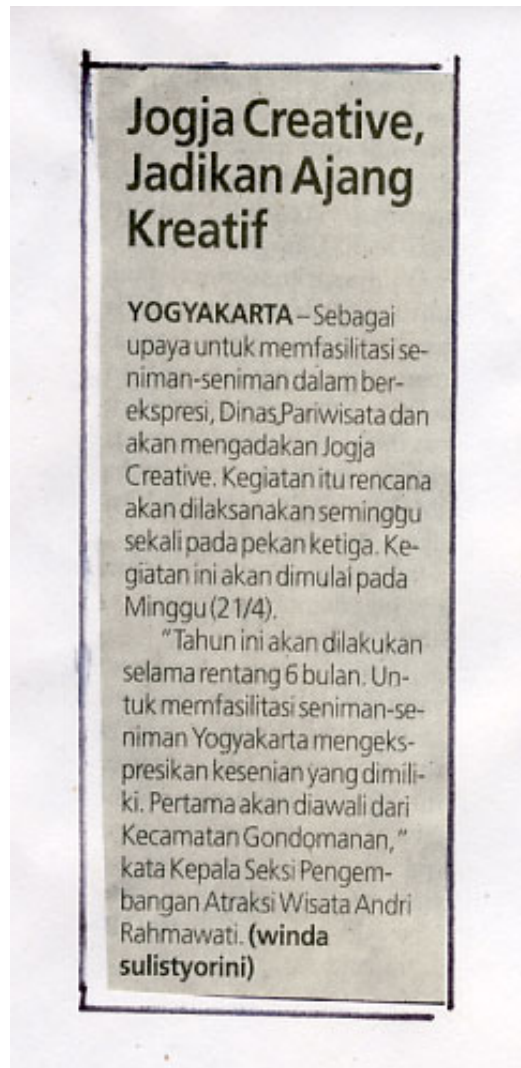 Jogja Creative,
Jadikan Ajang
Kreatif
YOGYAKARTA – Sebagai
upaya untuk memfasilitasi se-
niman-seniman dalam ber-
ekspresi, Dinas Pariwisata dan
akan mengadakan Jogja
Creative. Kegiatan itu rencana
akan dilaksanakan seminggu
sekali pada pekan ketiga. Ke-
giatan ini akan dimulai pada
Minggu (21/4).
"Tahun ini akan dilakukan
selama rentang 6 bulan. Un-
tuk memfasilitasi seniman-se-
niman Yogyakarta mengeks-
presikan kesenian yang dimili-
ki. Pertama akan diawali dari
Kecamatan Gondomanan,"
kata Kepala Seksi Pengem-
bangan Atraksi Wisata Andri
Rahmawati. (winda
sulistyorini)